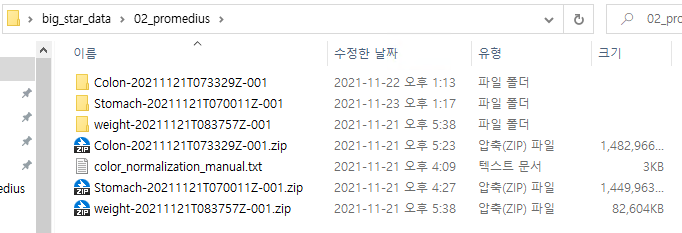 big_star_data > 02_promedius
02_pro
이름 수정한 날짜 유형 크기
Colon-20211121T073329Z-001 2021-11-22 오후 1:13 파일 폴더
Stomach-20211121T070011Z-001 2021-11-23 오후 1:17 파일 폴더
weight-20211121T083757Z-001 2021-11-21 오후 5:38 파일 폴더
Colon-20211121T073329Z-001.zip 2021-11-21 오후 5:23 압축(ZIP) 파일 1,482,966...
color_normalization_manual.txt 2021-11-21 오후 4:09 텍스트 문서 3KB
Stomach-20211121T070011Z-001.zip 2021-11-21 오후 4:27 압축(ZIP) 파일 1,449,963...
edius weight-20211121T083757Z-001.zip 2021-11-21 오후 5:38 압축(ZIP) 파일 82,604KB